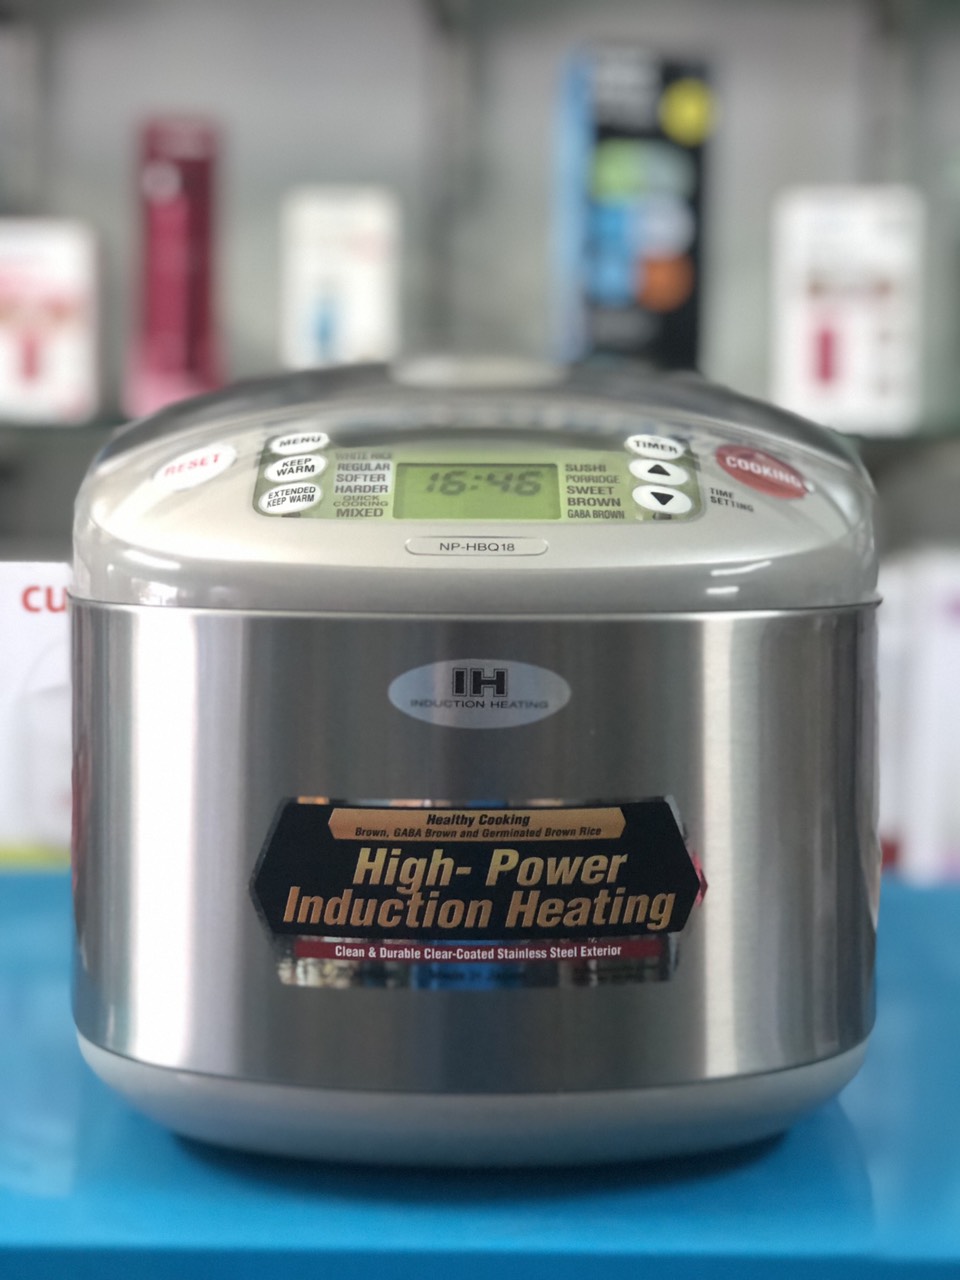 RESET
MENU
KEEP
WARM
EXTENDED
KEEP WARM
WHITE RICE
REGULAR
SOFTER
HARDER
QUICK
COOKING
MIXED
16:46
SUSHI
PORRIDGE
SWEET
BROWN
GABA BROWN
TIMER
COOKING
TIME
SETTING
NP-HBQ18
cu
IH
INDUCTION HEATING
Healthy Cooking
Brown, GABA Brown and Germinated Brown Rice
High- Power
Induction Heating
Clean & Durable Clear-Coated Stainless Steel Exterior